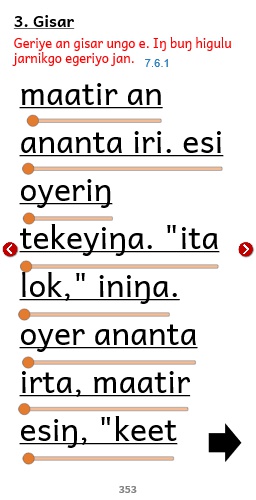 3. Gisar
Geriye an gisar ungo e. Iŋ buŋ higulu
jarnikgo egeriyo jan. 7.6.1
maatir an
ananta iri. esi
oyeriŋ
tekeyiŋa. "ita
lok," iniŋa.
oyer ananta
irta, maatir
esiŋ, "keet
353